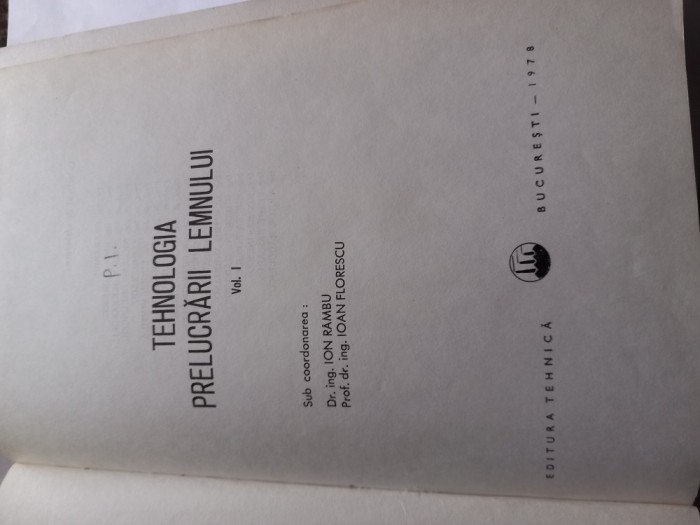 P. I.
TEHNOLOGIA
PRELUCRĂRII LEMNULUI
Vol. I
Sub coordonarea :
Dr. ing. ION RÂMBU
Prof. dr. ing. IOAN FLORESCU
EDITURA TEHNICĂ
BUCUREȘTI — 1978